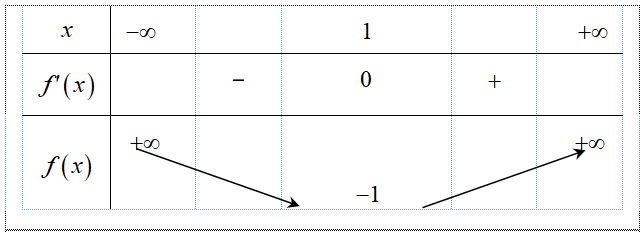 x −∞ 1 +∞
f'(x) − 0 +
+∞ +∞
f(x)
−1